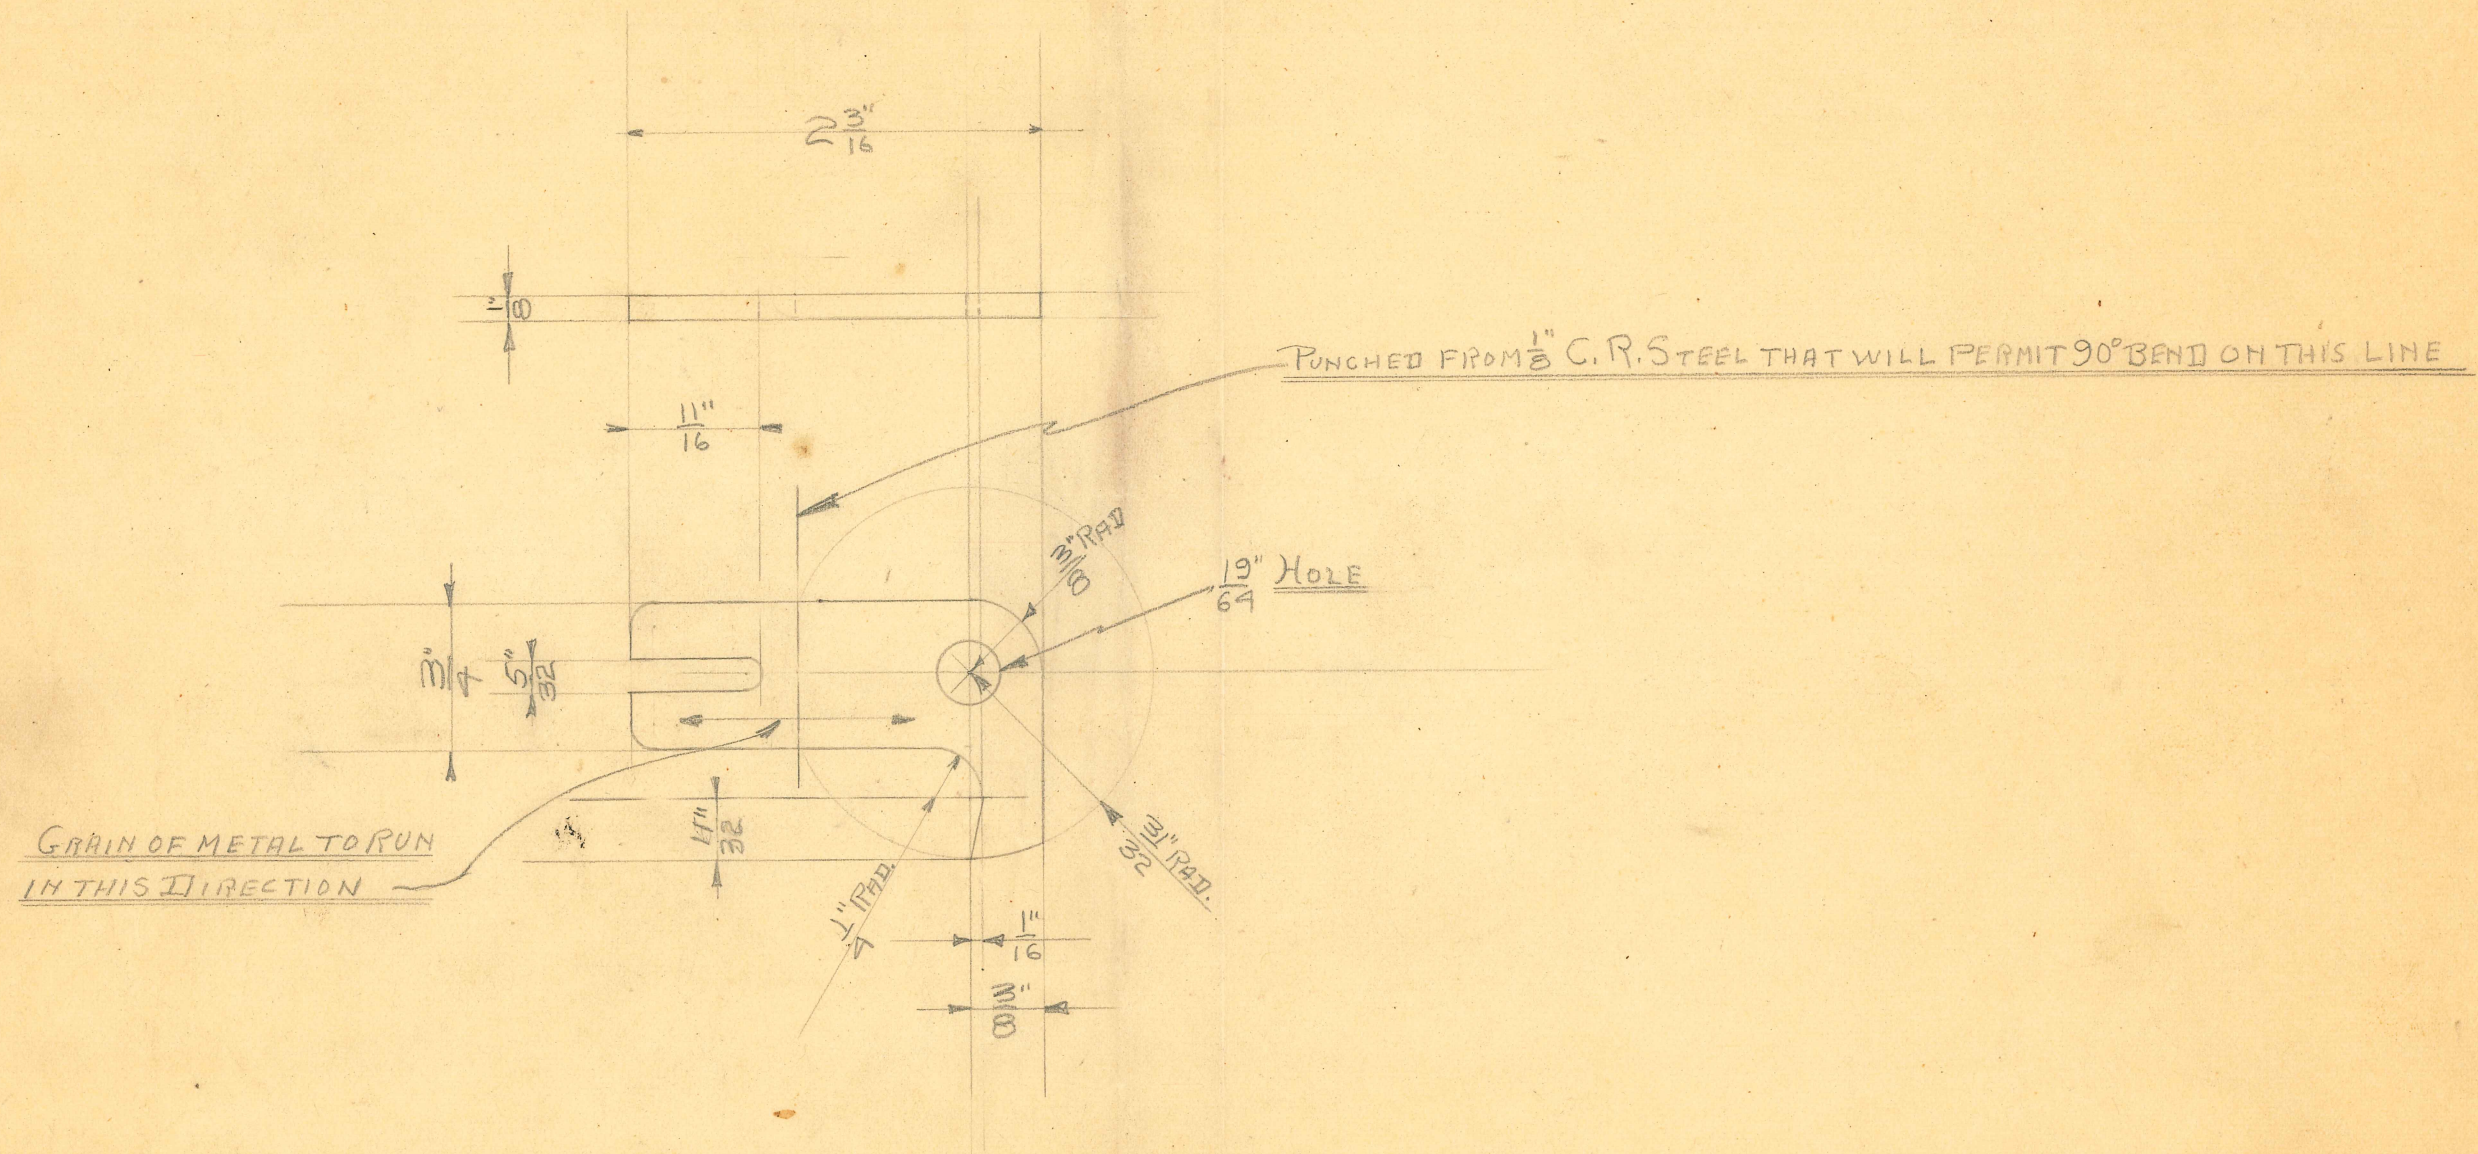 2 3/16"
1/8"
PUNCHED FROM 1/8" C.R. STEEL THAT WILL PERMIT 90° BEND ON THIS LINE
11/16"
3/8" RAD
19/64" HOLE
3/4"
5/32"
11/32"
31/32" RAD.
GRAIN OF METAL TO RUN
IN THIS DIRECTION
1/4" RAD.
1/16"
3/8"